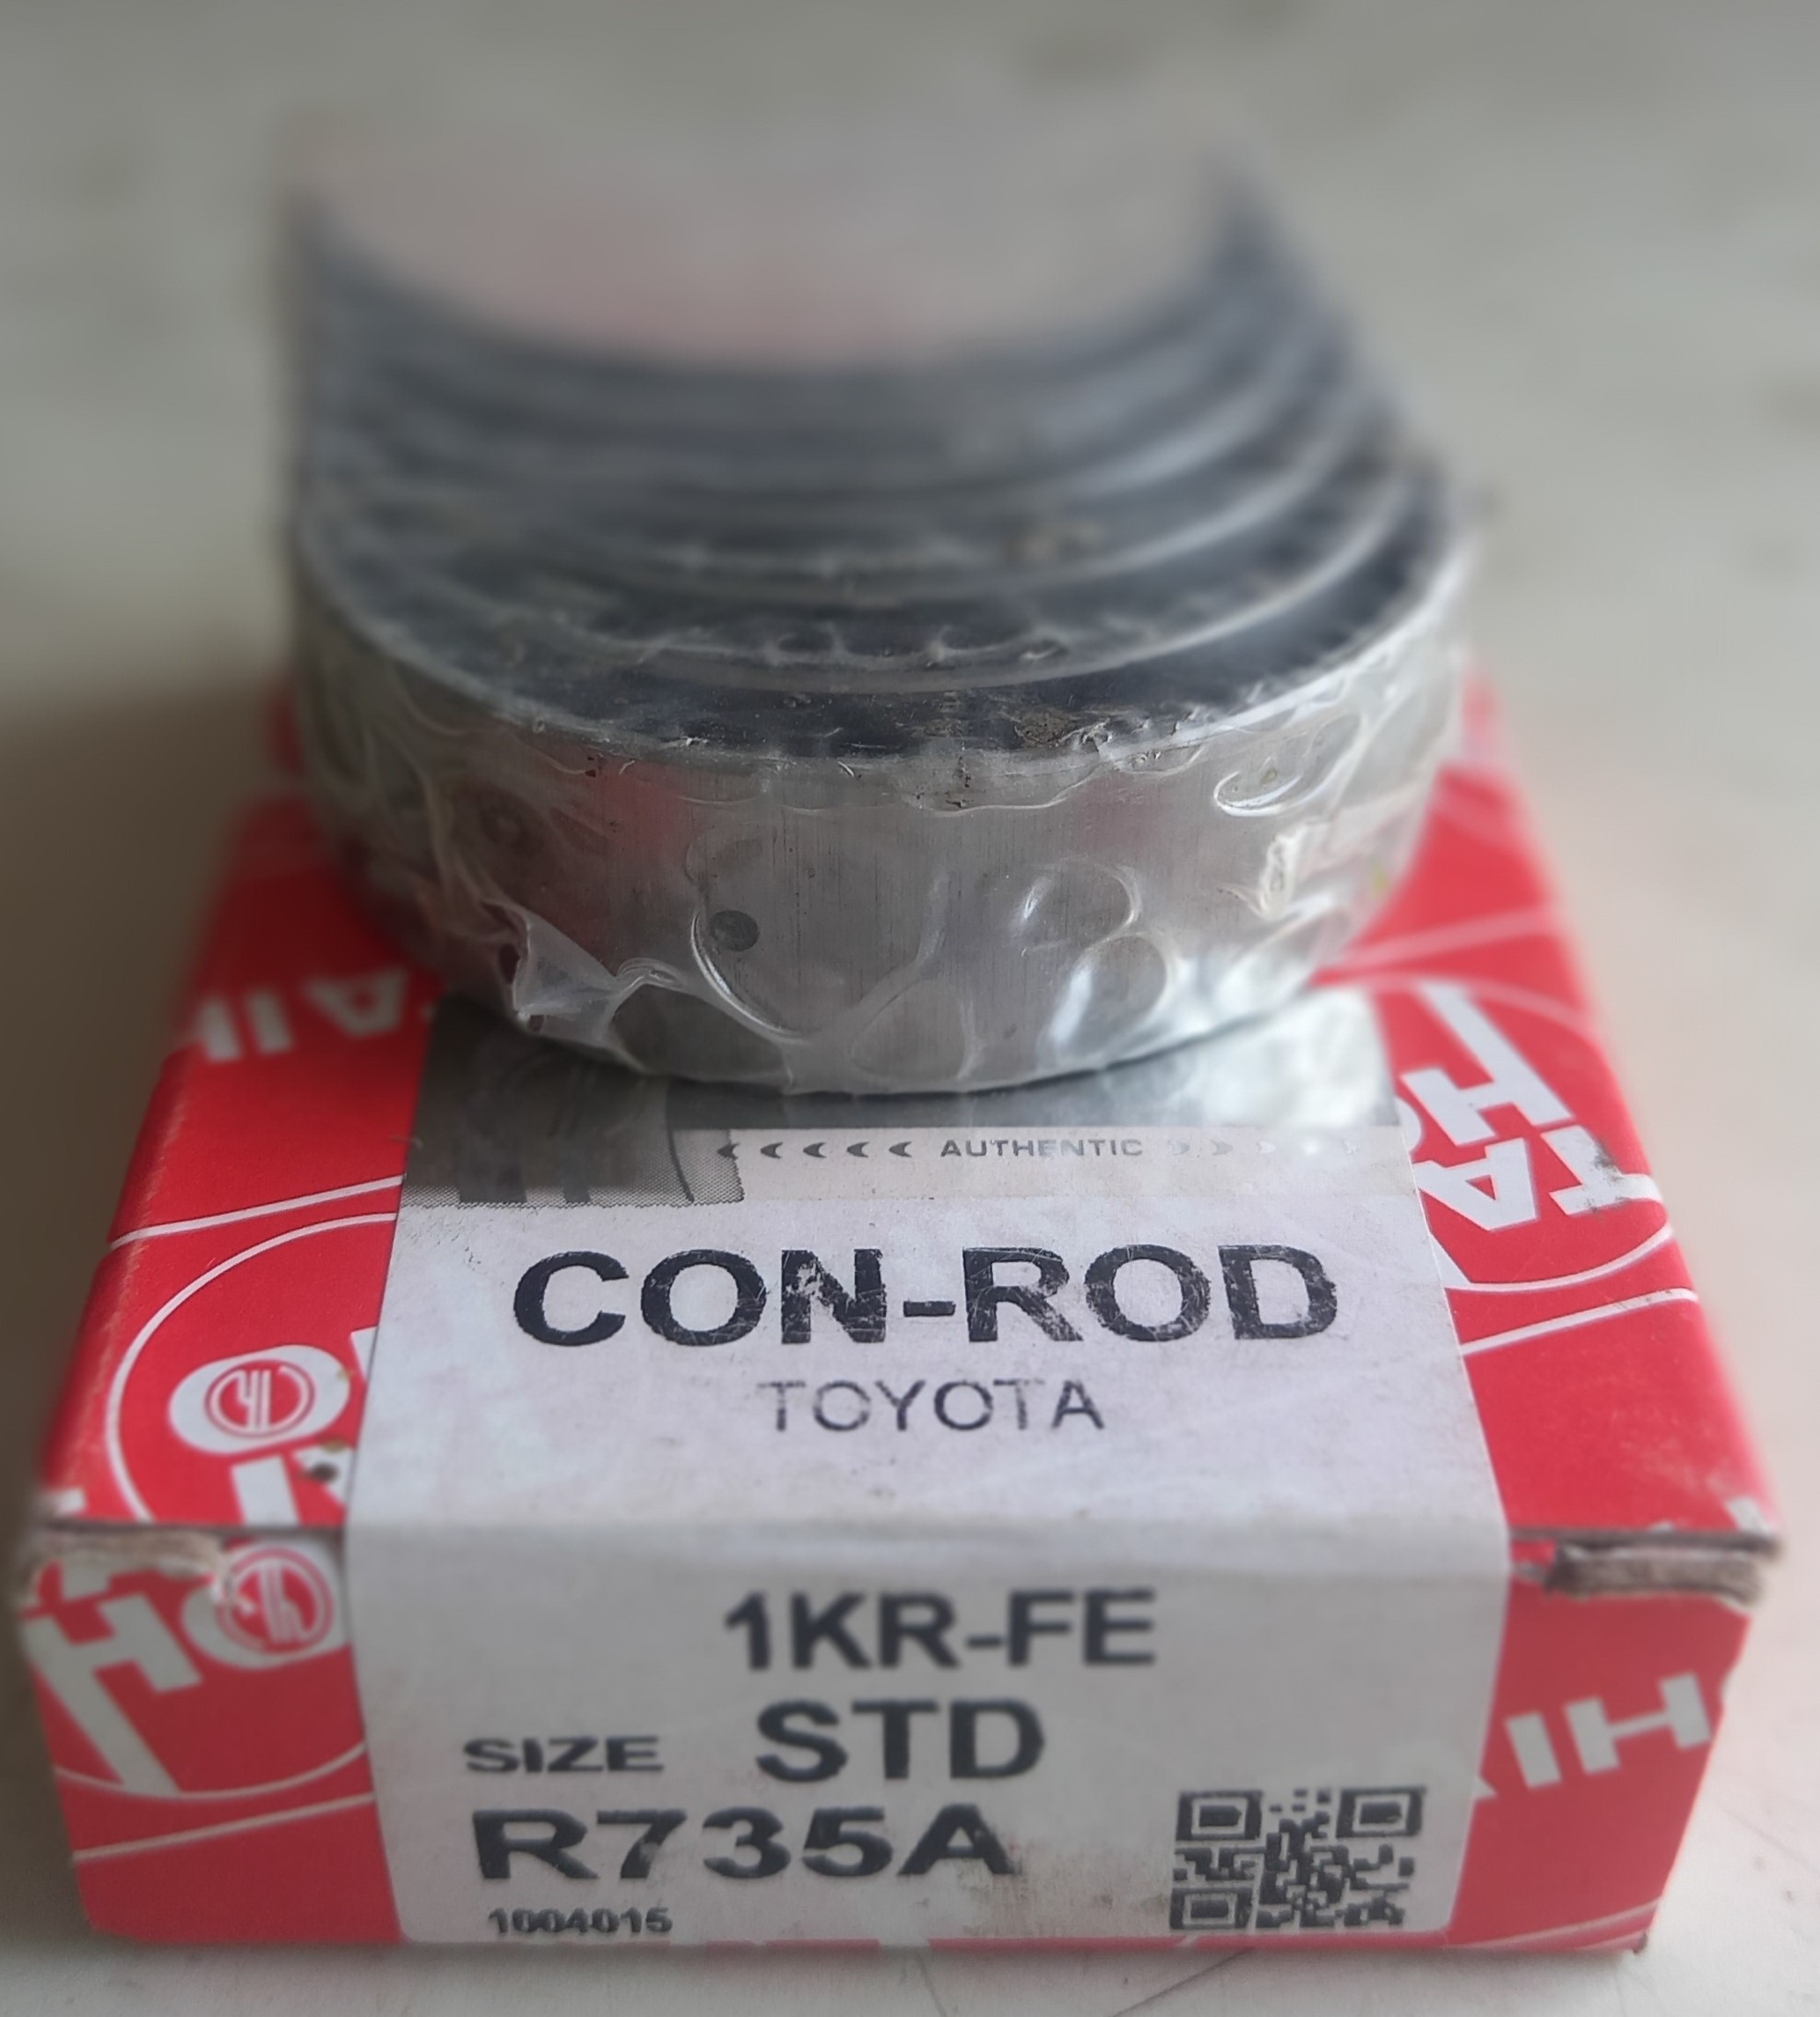 AUTHENTIC
CON-ROD
TOYOTA
1KR-FE
SIZE STD
R735A
1004015